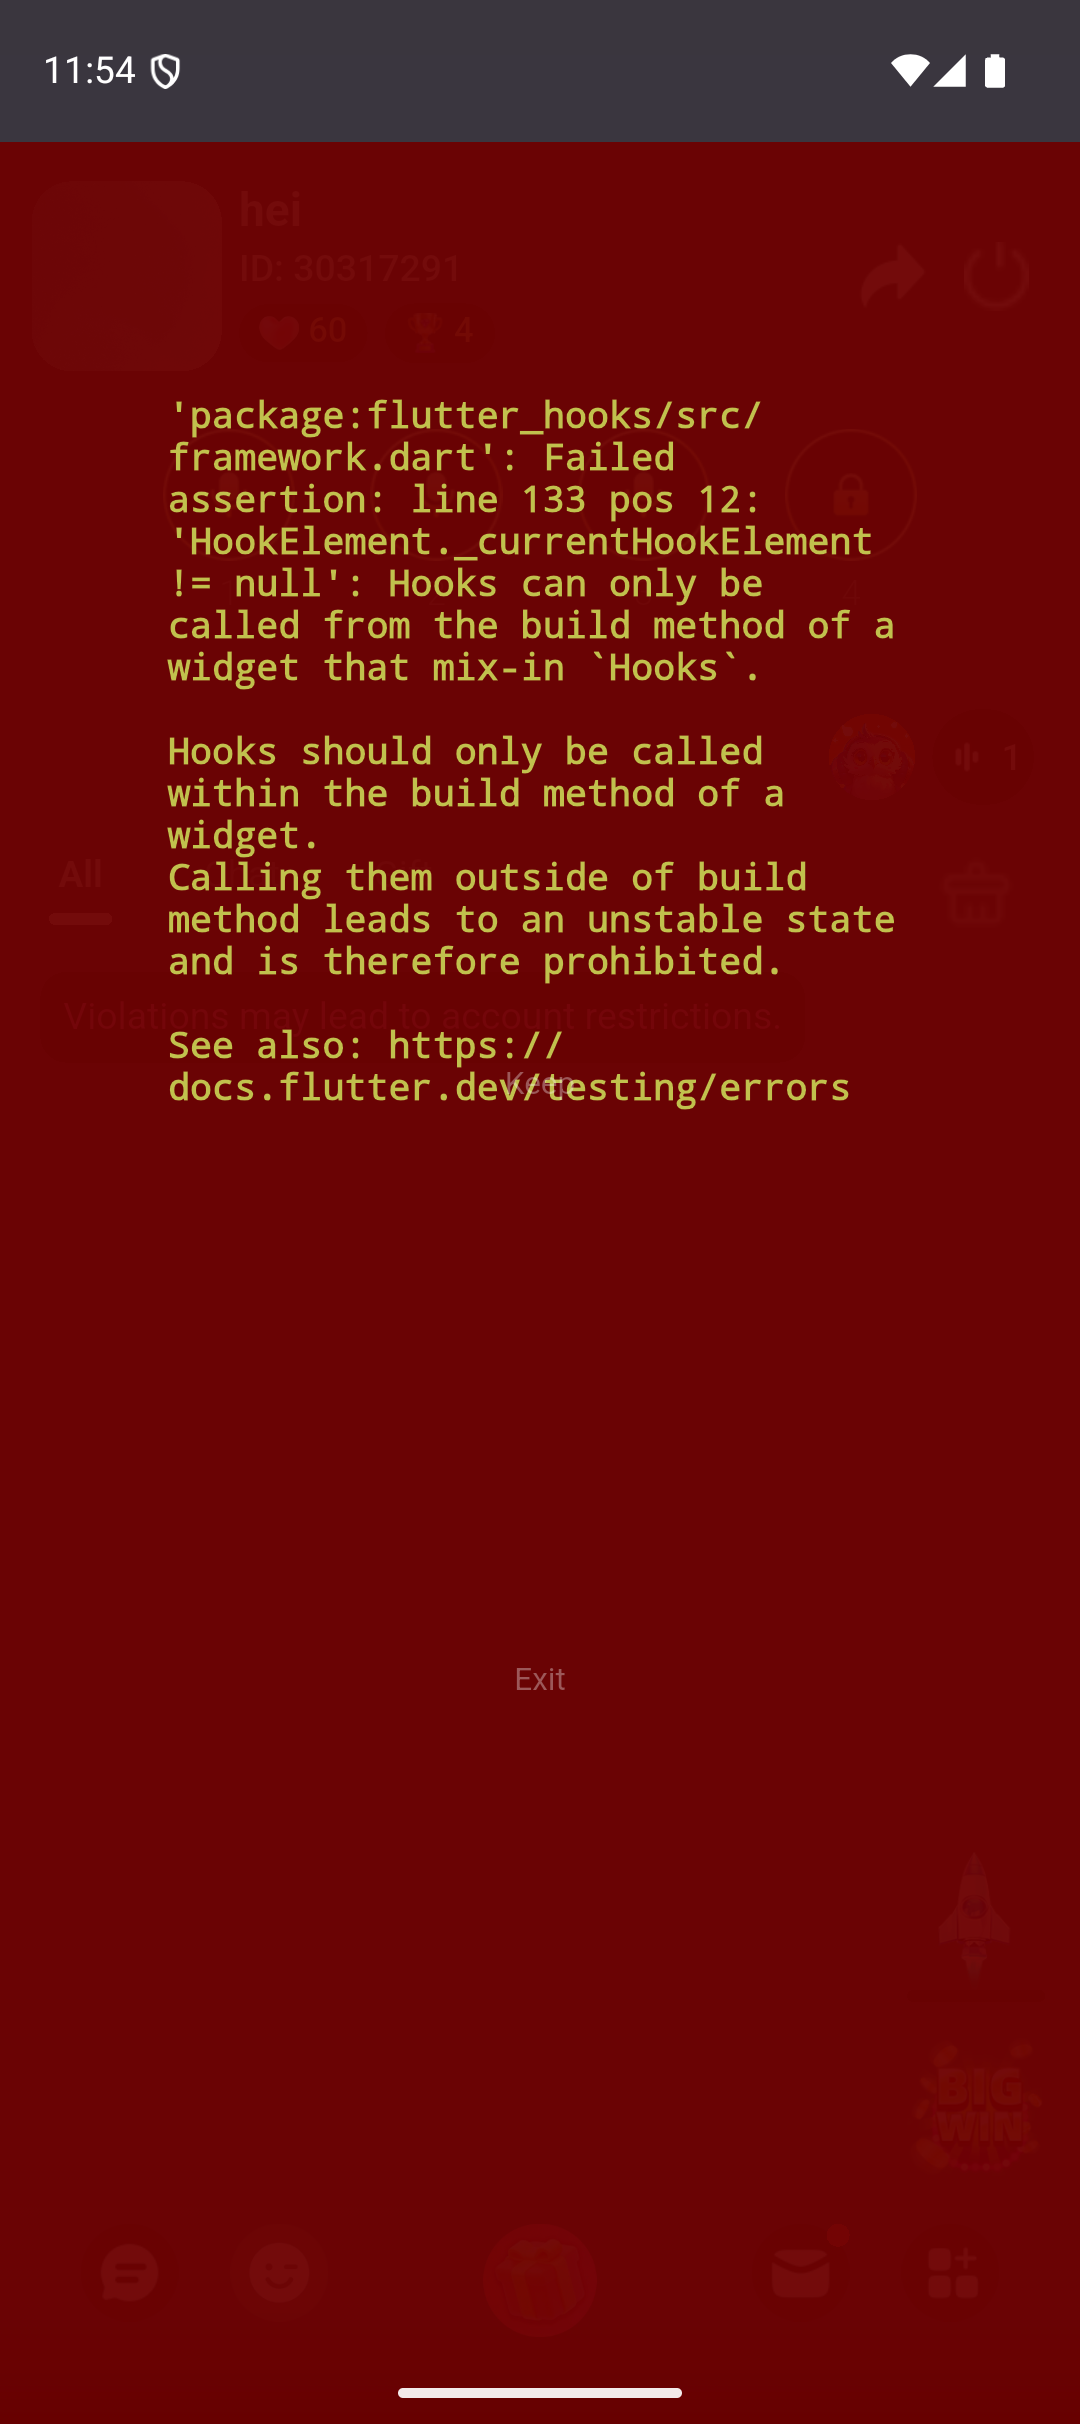 11:54
hei
ID: 30317291
60 4
'package:flutter_hooks/src/
framework.dart': Failed
assertion: line 133 pos 12:
'HookElement._currentHookElement
!= null': Hooks can only be
called from the build method of a
widget that mix-in `Hooks`.
Hooks should only be called
within the build method of a
widget.
1
All
Calling them outside of build
method leads to an unstable state
and is therefore prohibited.
Violations may lead to account restrictions.
See also: https://
docs.flutter.dev/testing/errors
Keep
Exit
BIG
WIN